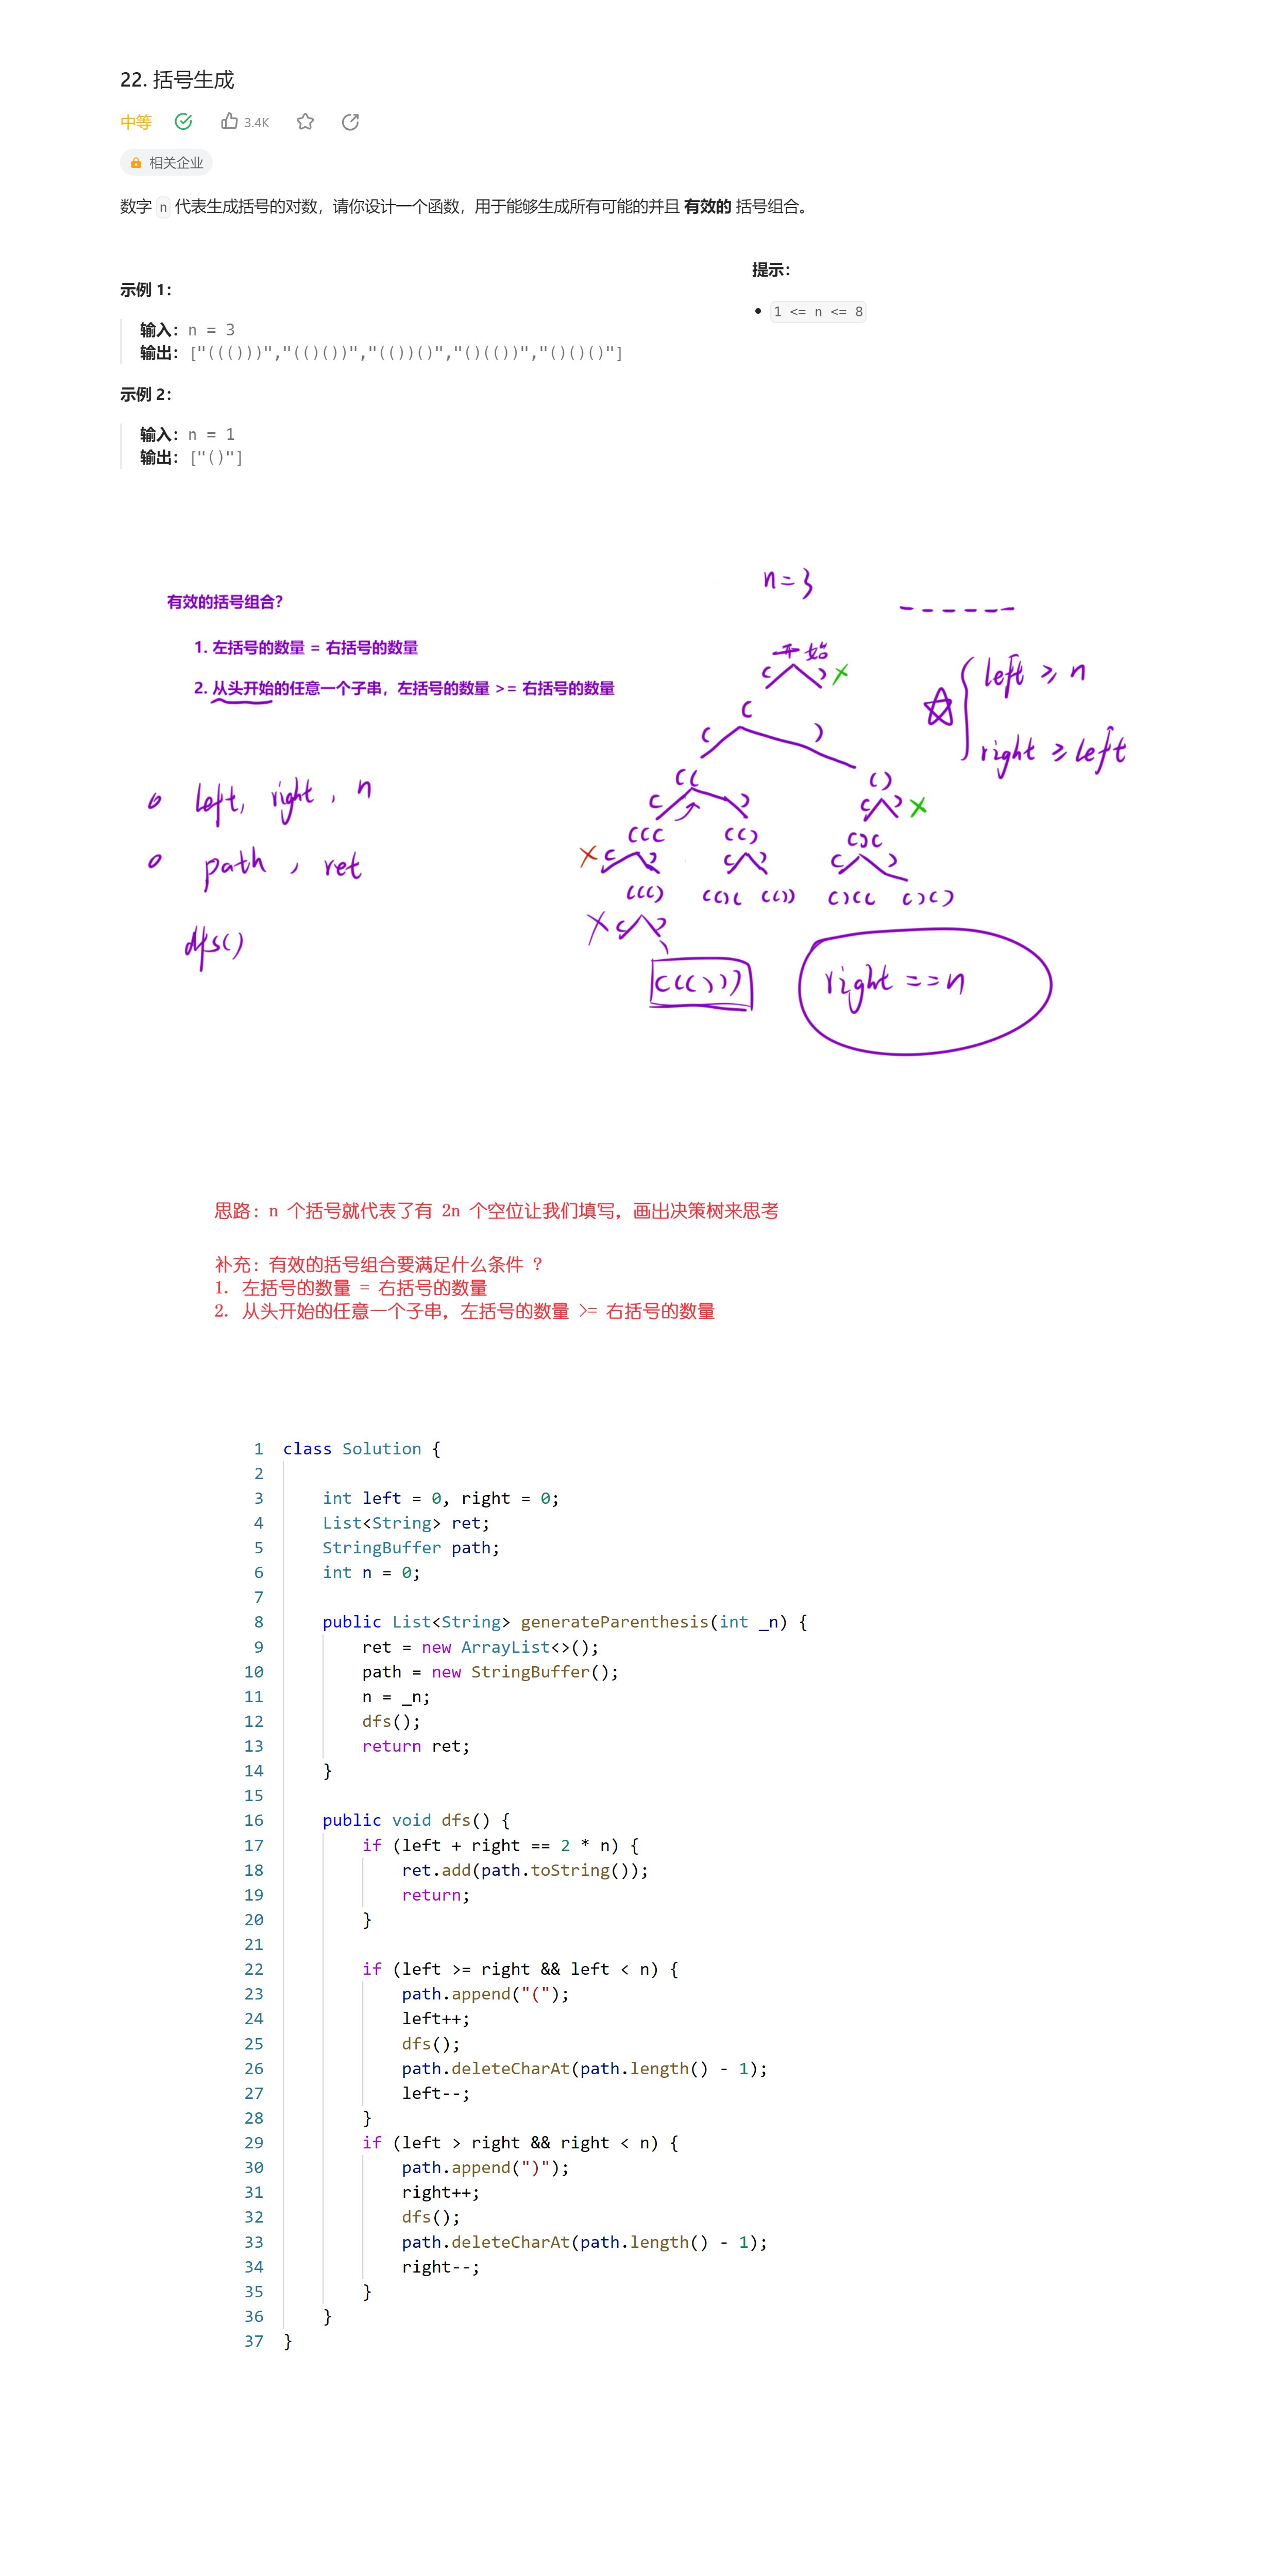 22. 括号生成
中等 3.4K
相关企业
数字 n 代表生成括号的对数，请你设计一个函数，用于能够生成所有可能的并且 有效的 括号组合。
示例 1：
输入：n = 3
输出：["((()))","(()())","(())()","()(())","()()()"]
示例 2：
输入：n = 1
输出：["()"]
提示：
1 <= n <= 8
有效的括号组合？
1. 左括号的数量 = 右括号的数量
2. 从头开始的任意一个子串，左括号的数量 >= 右括号的数量
left, right, n
path, ret
dfs()
n = 3
开始
( ) ×
(
( )
(( ()
( ) ( ) ×
((( (() ()(
× ( ) ( ) ( )
((() (()( (()) ()(( ()()
× ( )
((()))
left ≥ n
right ≥ left
right == n
思路：n 个括号就代表了有 2n 个空位让我们填写，画出决策树来思考
补充：有效的括号组合要满足什么条件 ?
1. 左括号的数量 = 右括号的数量
2. 从头开始的任意一个子串，左括号的数量 >= 右括号的数量
1 class Solution {
2
3 int left = 0, right = 0;
4 List<String> ret;
5 StringBuffer path;
6 int n = 0;
7
8 public List<String> generateParenthesis(int _n) {
9 ret = new ArrayList<>();
10 path = new StringBuffer();
11 n = _n;
12 dfs();
13 return ret;
14 }
15
16 public void dfs() {
17 if (left + right == 2 * n) {
18 ret.add(path.toString());
19 return;
20 }
21
22 if (left >= right && left < n) {
23 path.append("(");
24 left++;
25 dfs();
26 path.deleteCharAt(path.length() - 1);
27 left--;
28 }
29 if (left > right && right < n) {
30 path.append(")");
31 right++;
32 dfs();
33 path.deleteCharAt(path.length() - 1);
34 right--;
35 }
36 }
37 }